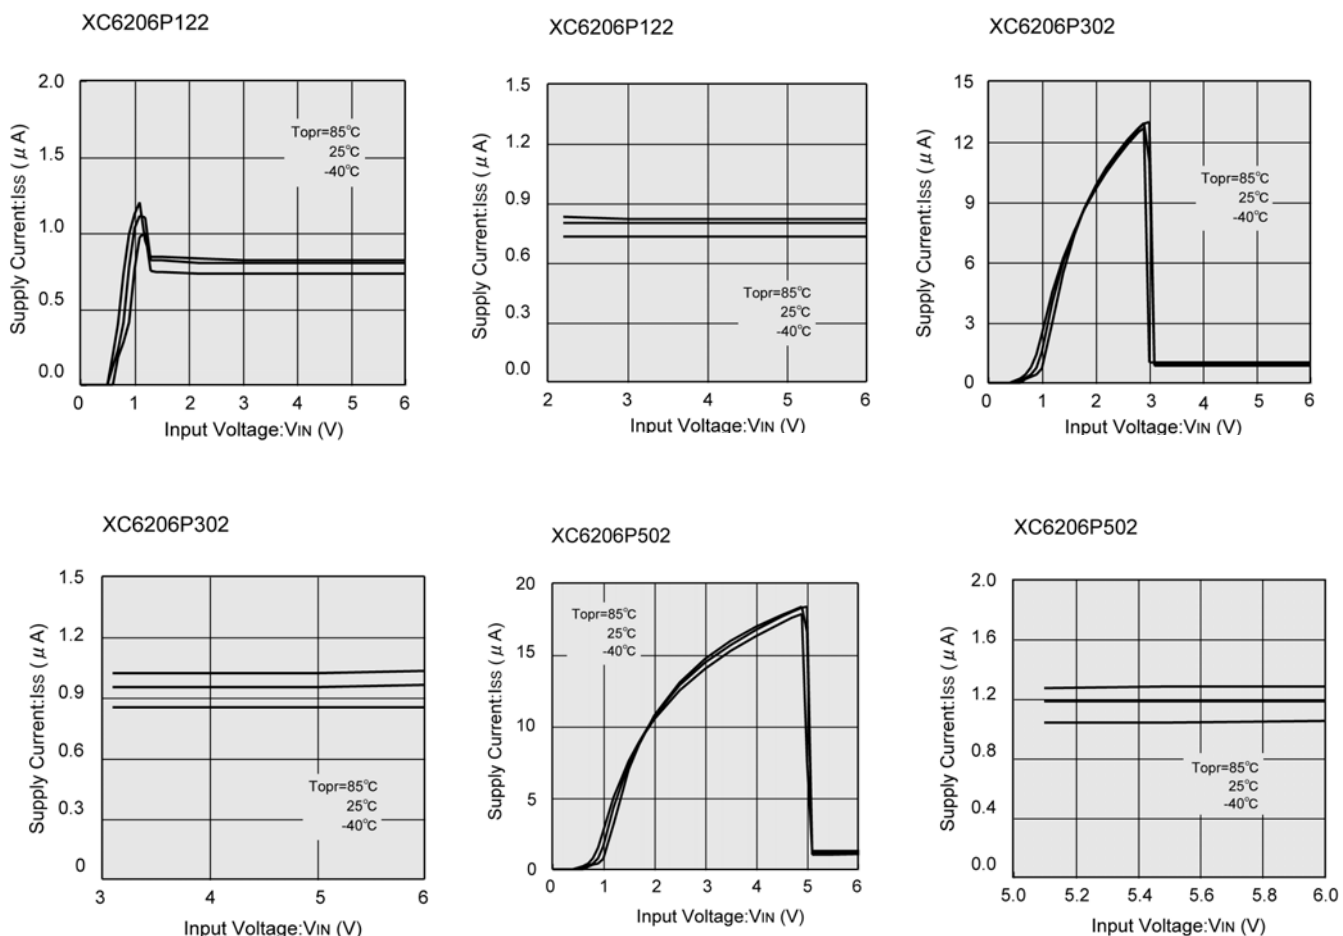 XC6206P122
Supply Current:ISS ( μ A)
2.0
1.5
1.0
0.5
0.0
Topr=85℃
25℃
-40℃
0 1 2 3 4 5 6
Input Voltage:VIN (V)
XC6206P122
Supply Current:ISS ( μ A)
1.5
1.2
0.9
0.6
0.3
0.0
Topr=85℃
25℃
-40℃
2 3 4 5 6
Input Voltage:VIN (V)
XC6206P302
Supply Current:ISS ( μ A)
15
12
9
6
3
0
Topr=85℃
25℃
-40℃
0 1 2 3 4 5 6
Input Voltage:VIN (V)
XC6206P302
Supply Current:ISS ( μ A)
1.5
1.2
0.9
0.6
0.3
0
Topr=85℃
25℃
-40℃
3 4 5 6
Input Voltage:VIN (V)
XC6206P502
Supply Current:ISS ( μ A)
20
15
10
5
0
Topr=85℃
25℃
-40℃
0 1 2 3 4 5 6
Input Voltage:VIN (V)
XC6206P502
Supply Current:ISS ( μ A)
2.0
1.6
1.2
0.8
0.4
0.0
Topr=85℃
25℃
-40℃
5.0 5.2 5.4 5.6 5.8 6.0
Input Voltage:VIN (V)